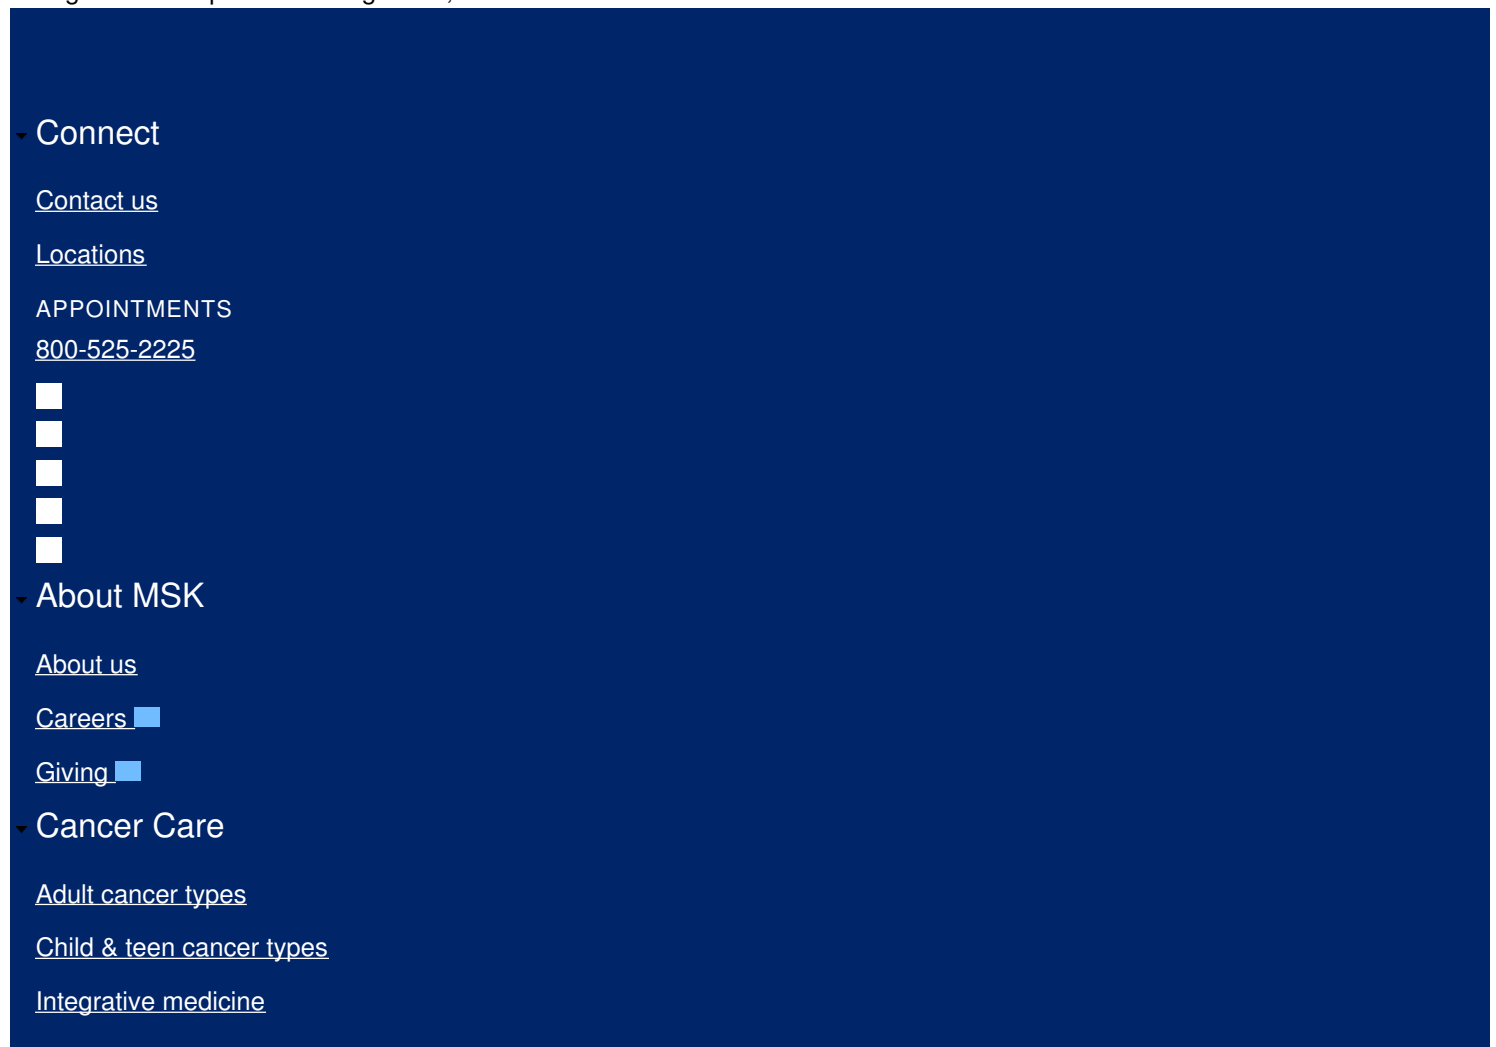 Connect
Contact us
Locations
APPOINTMENTS
800-525-2225
About MSK
About us
Careers
Giving
Cancer Care
Adult cancer types
Child & teen cancer types
Integrative medicine